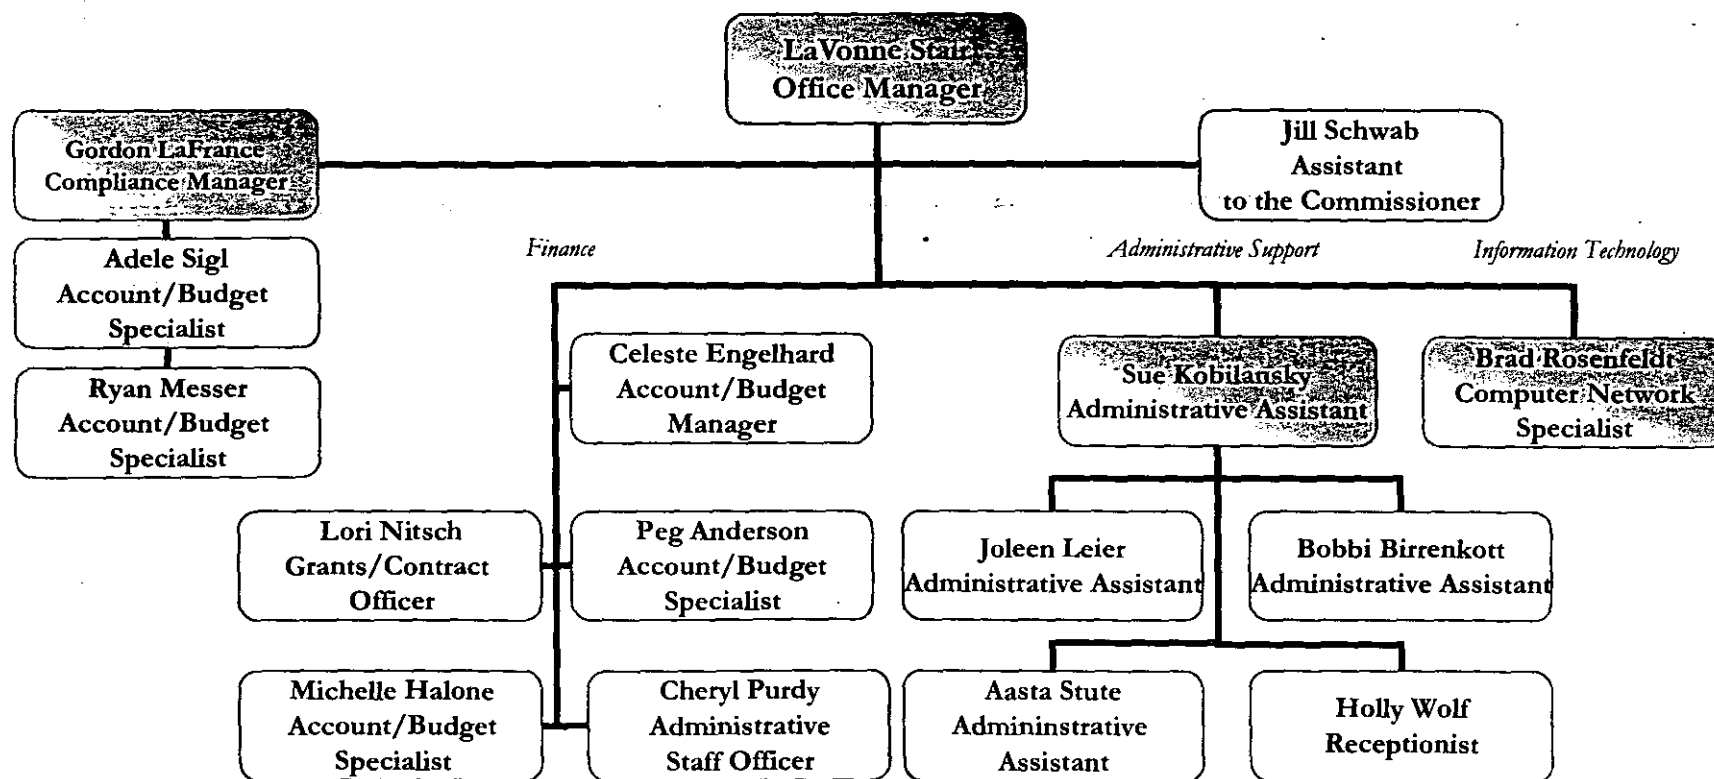 LaVonne Stair
Office Manager
Gordon LaFrance
Compliance Manager
Jill Schwab
Assistant
to the Commissioner
Adele Sigl
Account/Budget
Specialist
Ryan Messer
Account/Budget
Specialist
Finance
Administrative Support
Information Technology
Celeste Engelhard
Account/Budget
Manager
Sue Kobilansky
Administrative Assistant
Brad Rosenfeldt
Computer Network
Specialist
Lori Nitsch
Grants/Contract
Officer
Peg Anderson
Account/Budget
Specialist
Joleen Leier
Administrative Assistant
Bobbi Birrenkott
Administrative Assistant
Michelle Halone
Account/Budget
Specialist
Cheryl Purdy
Administrative
Staff Officer
Aasta Stute
Admininstrative
Assistant
Holly Wolf
Receptionist